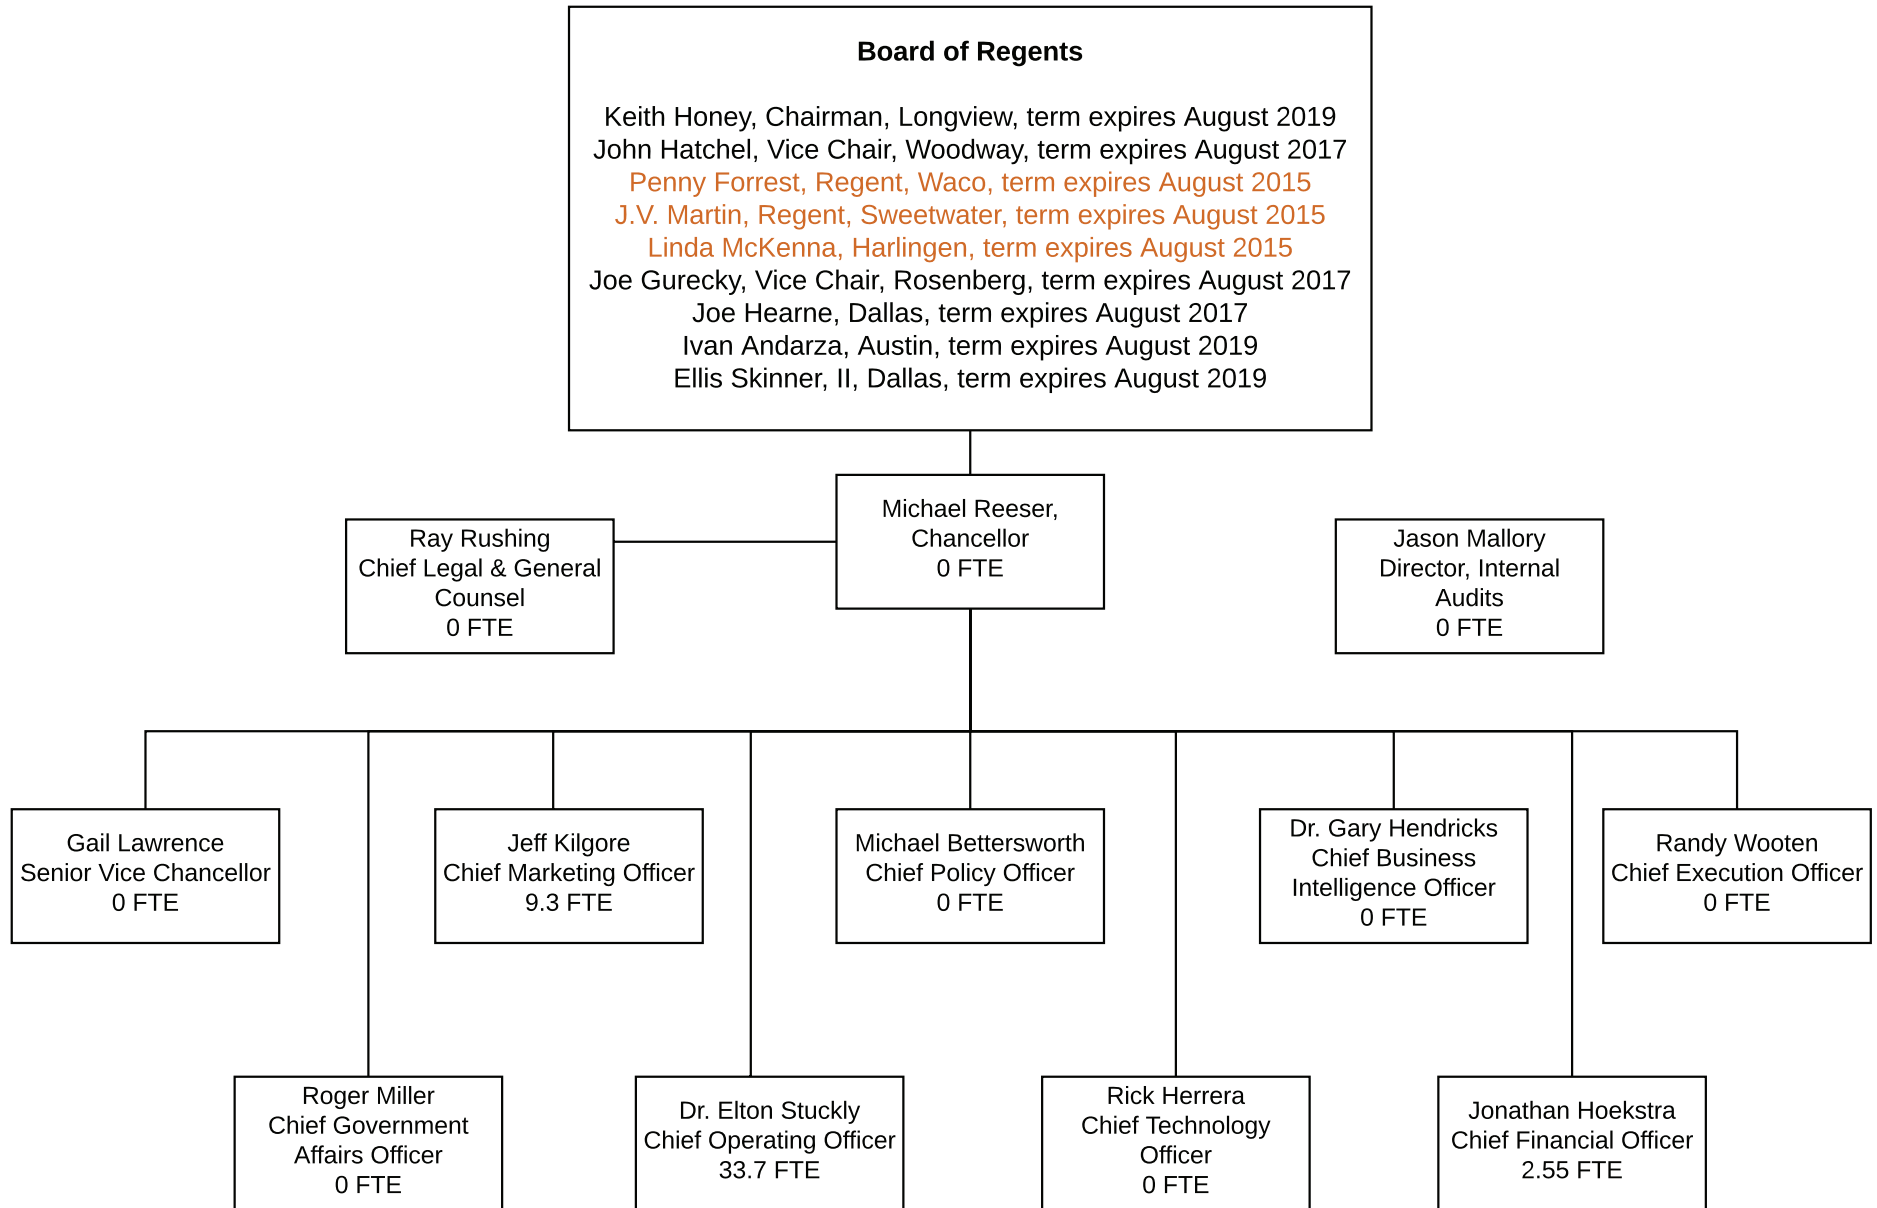 Board of Regents
Keith Honey, Chairman, Longview, term expires August 2019
John Hatchel, Vice Chair, Woodway, term expires August 2017
Penny Forrest, Regent, Waco, term expires August 2015
J.V. Martin, Regent, Sweetwater, term expires August 2015
Linda McKenna, Harlingen, term expires August 2015
Joe Gurecky, Vice Chair, Rosenberg, term expires August 2017
Joe Hearne, Dallas, term expires August 2017
Ivan Andarza, Austin, term expires August 2019
Ellis Skinner, II, Dallas, term expires August 2019
Michael Reeser,
Chancellor
0 FTE
Ray Rushing
Chief Legal & General
Counsel
0 FTE
Jason Mallory
Director, Internal
Audits
0 FTE
Gail Lawrence
Senior Vice Chancellor
0 FTE
Jeff Kilgore
Chief Marketing Officer
9.3 FTE
Michael Bettersworth
Chief Policy Officer
0 FTE
Dr. Gary Hendricks
Chief Business
Intelligence Officer
0 FTE
Randy Wooten
Chief Execution Officer
0 FTE
Roger Miller
Chief Government
Affairs Officer
0 FTE
Dr. Elton Stuckly
Chief Operating Officer
33.7 FTE
Rick Herrera
Chief Technology
Officer
0 FTE
Jonathan Hoekstra
Chief Financial Officer
2.55 FTE